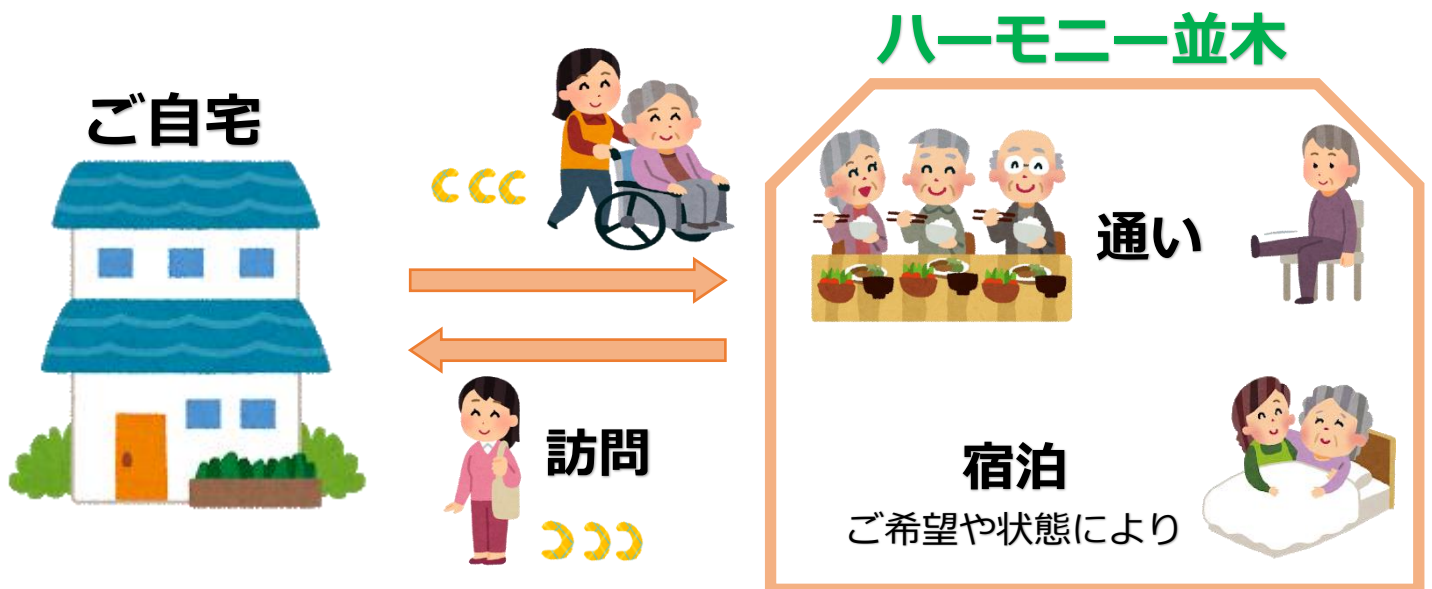 ハーモニー並木
ご自宅
通い
訪問
宿泊
ご希望や状態により